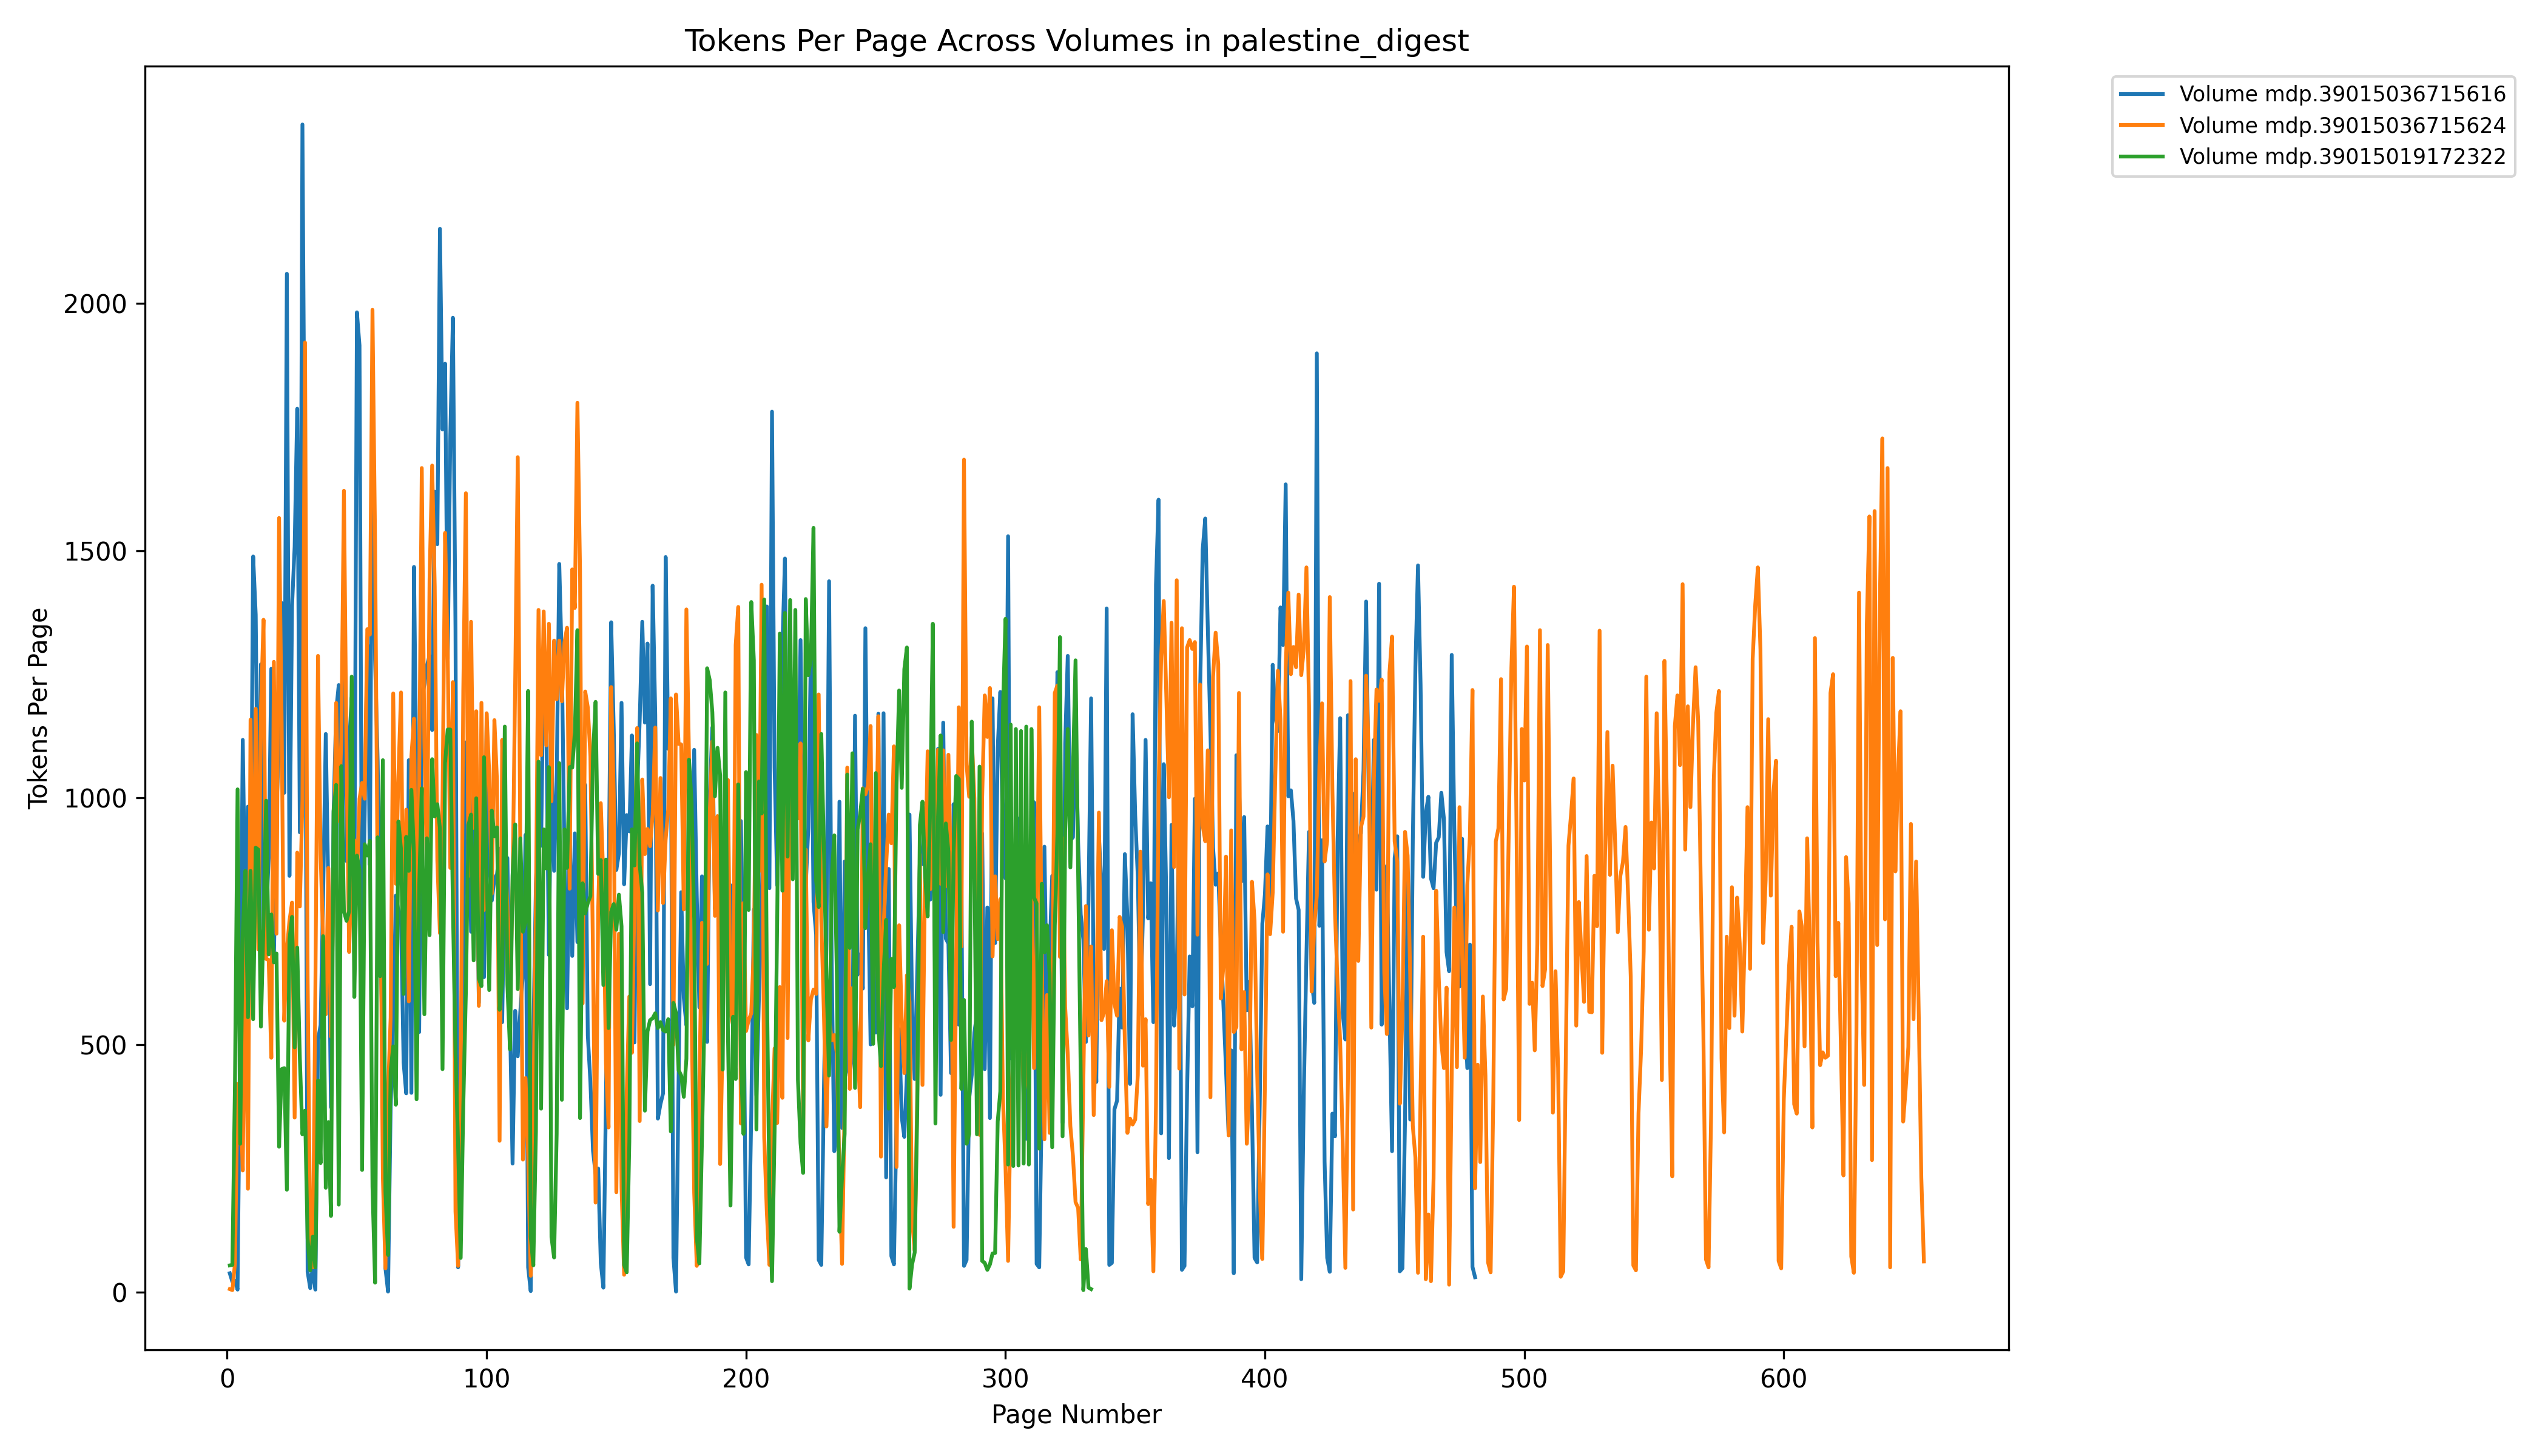 Tokens Per Page Across Volumes in palestine_digest
Volume mdp.39015036715616
Volume mdp.39015036715624
Volume mdp.39015019172322
Tokens Per Page
2000
1500
1000
500
0
0 100 200 300 400 500 600
Page Number